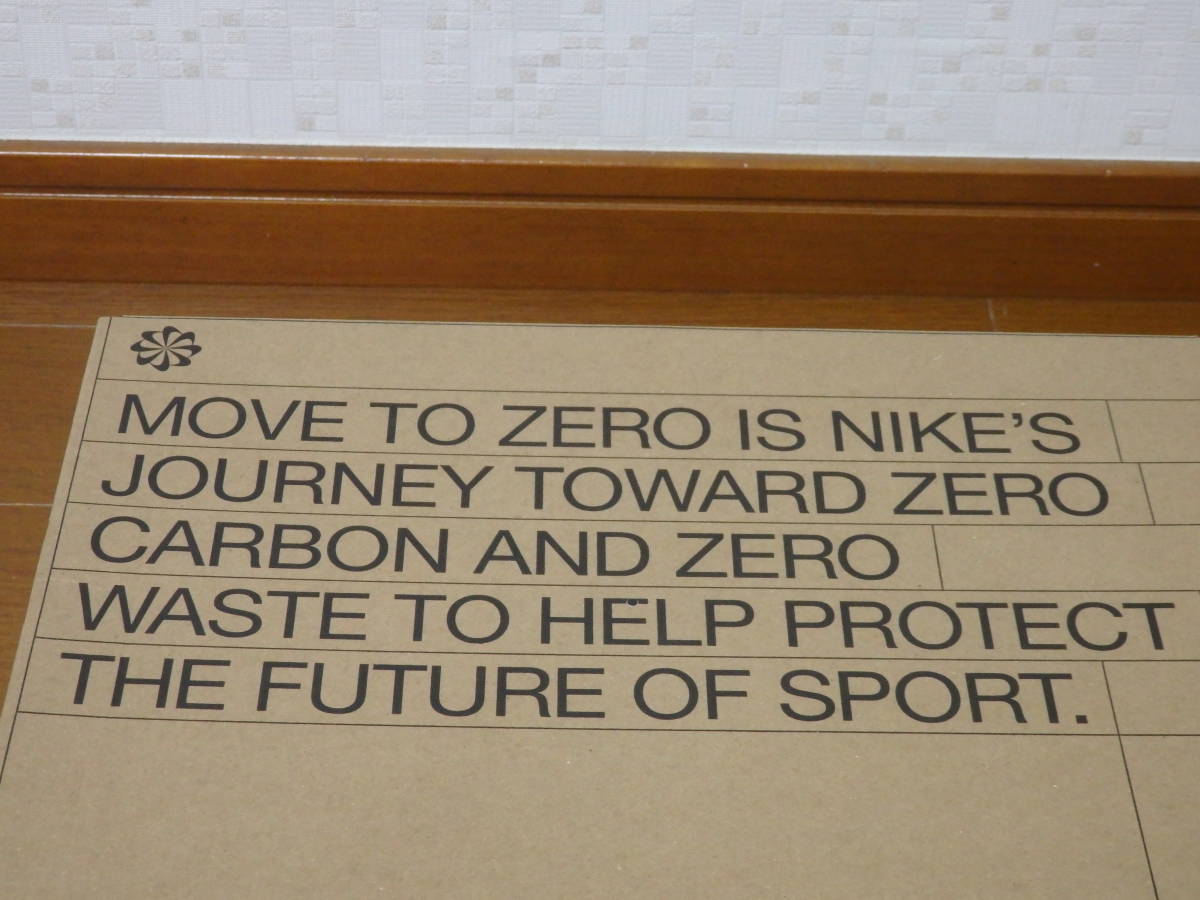 MOVE TO ZERO IS NIKE'S
JOURNEY TOWARD ZERO
CARBON AND ZERO
WASTE TO HELP PROTECT
THE FUTURE OF SPORT.